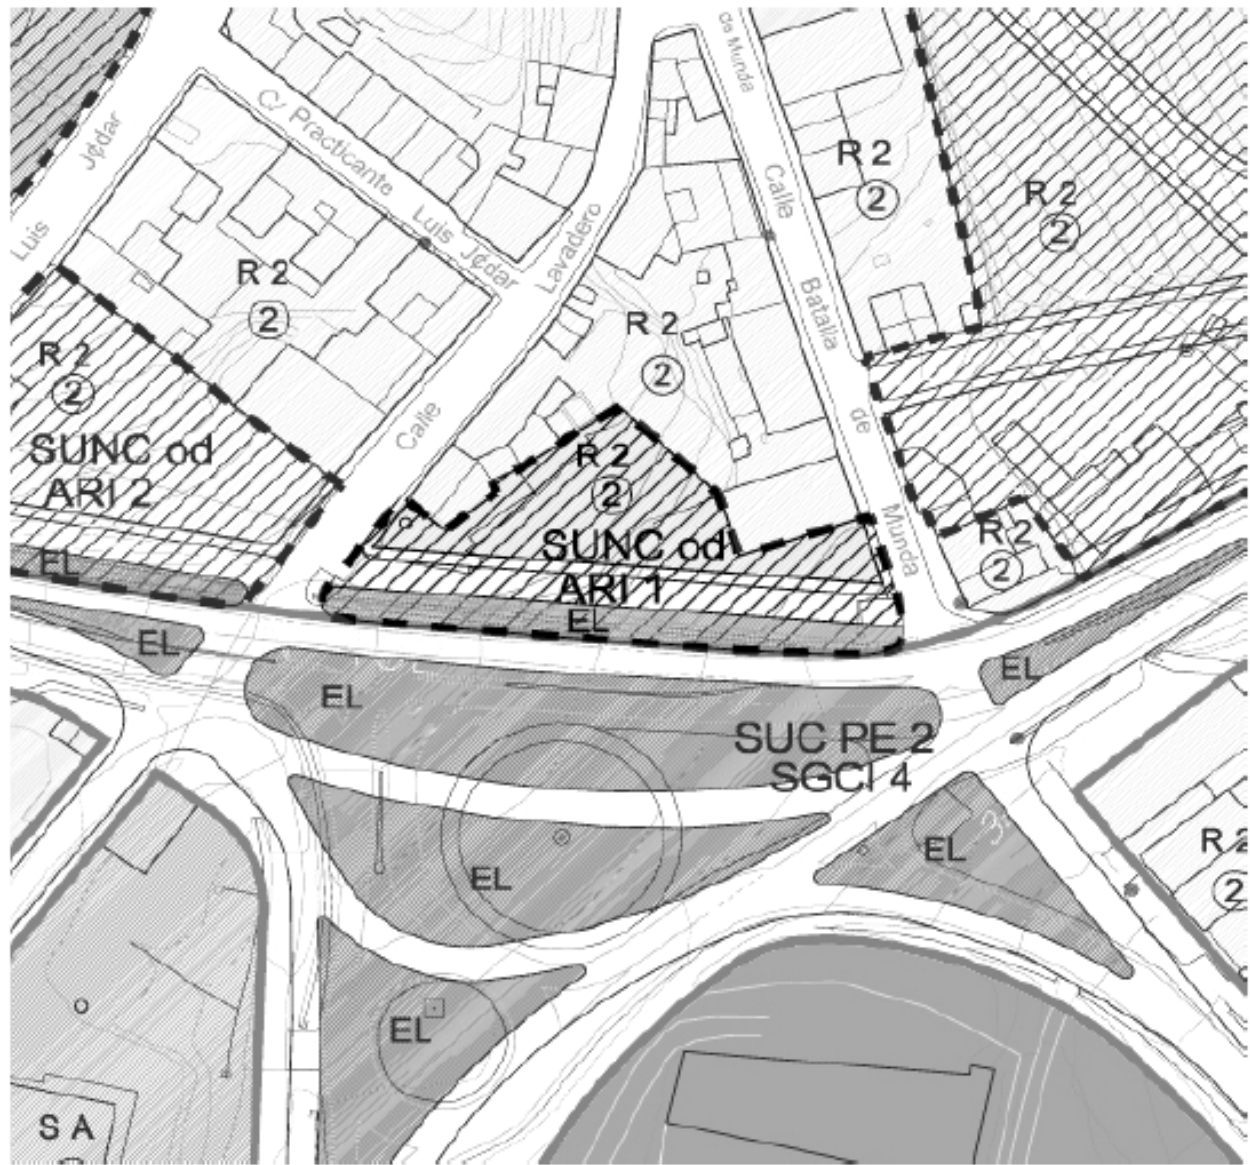 de Munda
C/ Practicante
Luis Jódar
Luis
Jódar
Calle
Lavadero
Calle
Batalla
de
Munda
R 2
2
R 2
2
R 2
2
R 2
2
R 2
2
SUNC od
ARI 2
R 2
2
SUNC od
ARI 1
EL
R 2
2
EL
EL
EL
EL
SUC PE 2
SGCI 4
EL
EL
R 2
2
EL
S A